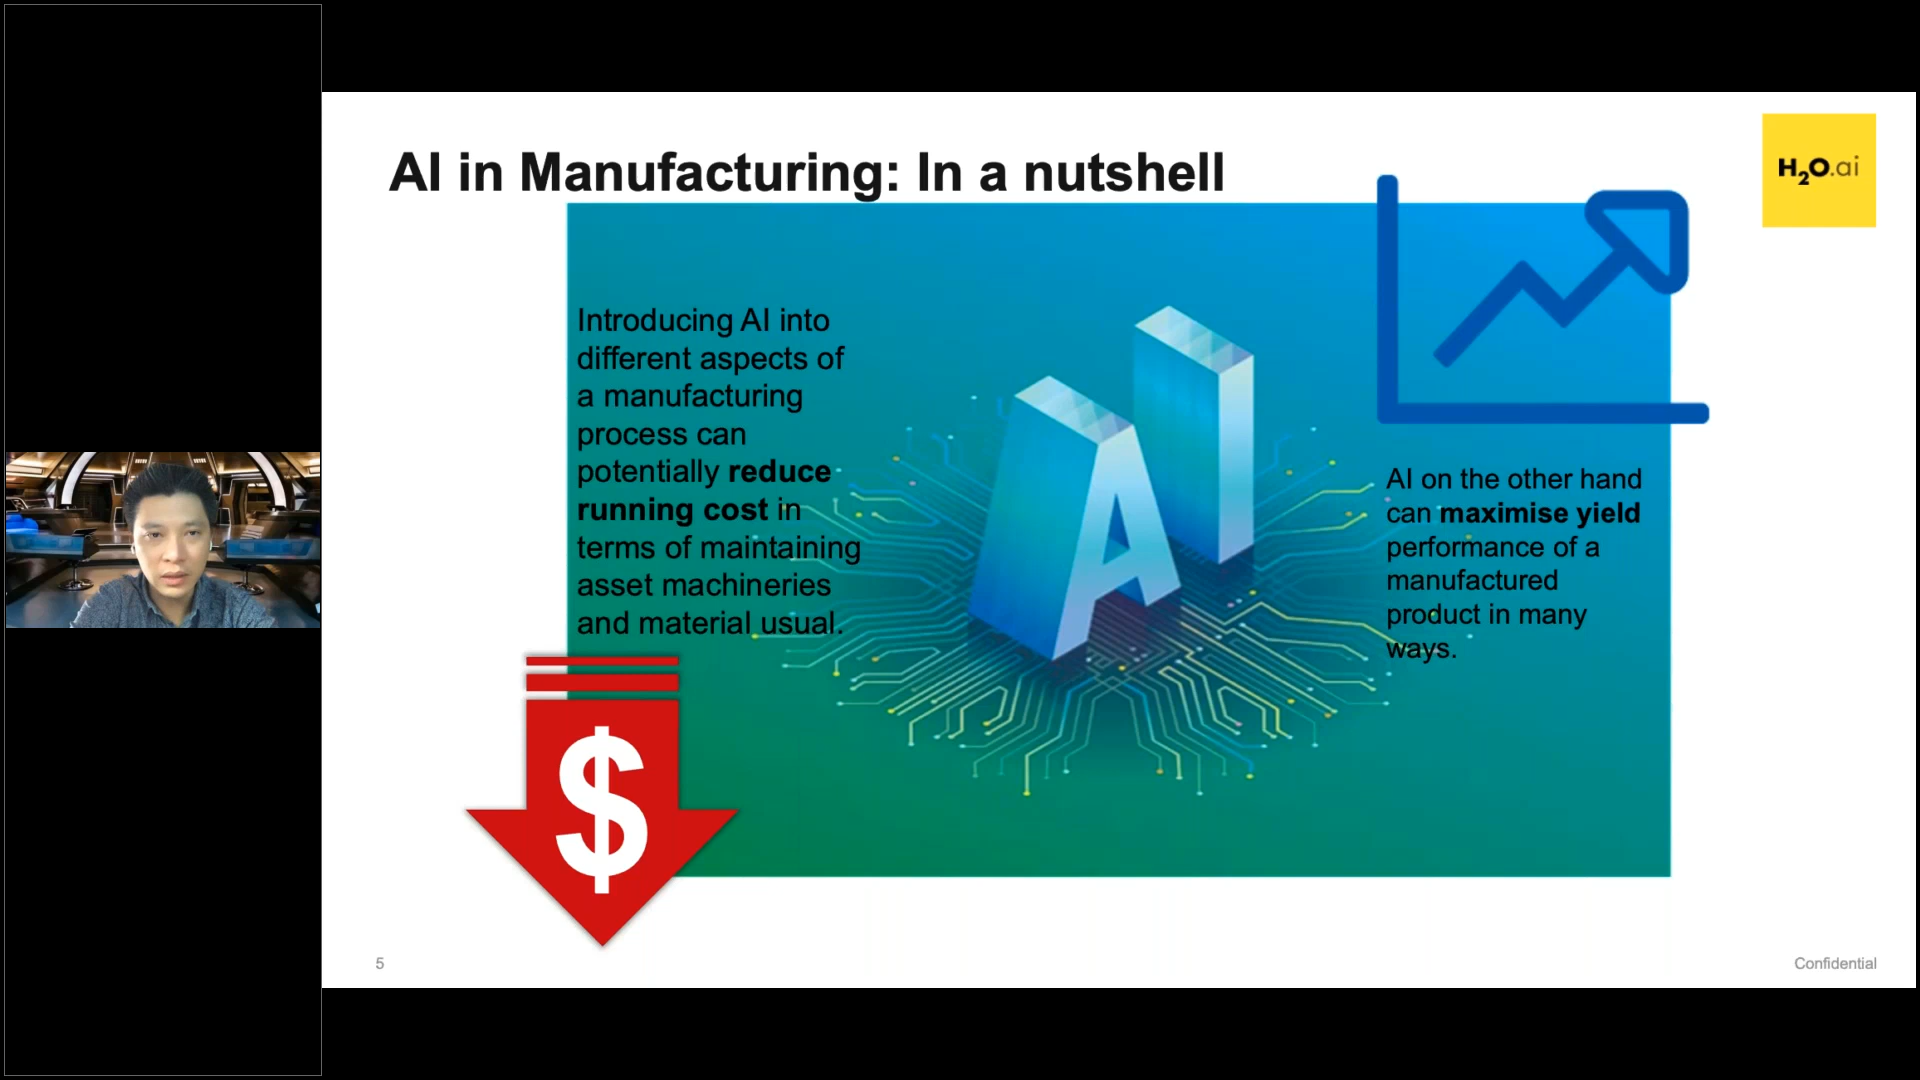 AI in Manufacturing: In a nutshell
H2O.ai
Introducing AI into
different aspects of
a manufacturing
process can
potentially reduce
running cost in
terms of maintaining
asset machineries
and material usual.
AI on the other hand
can maximise yield
performance of a
manufactured
product in many
ways.
$
AI
5
Confidential